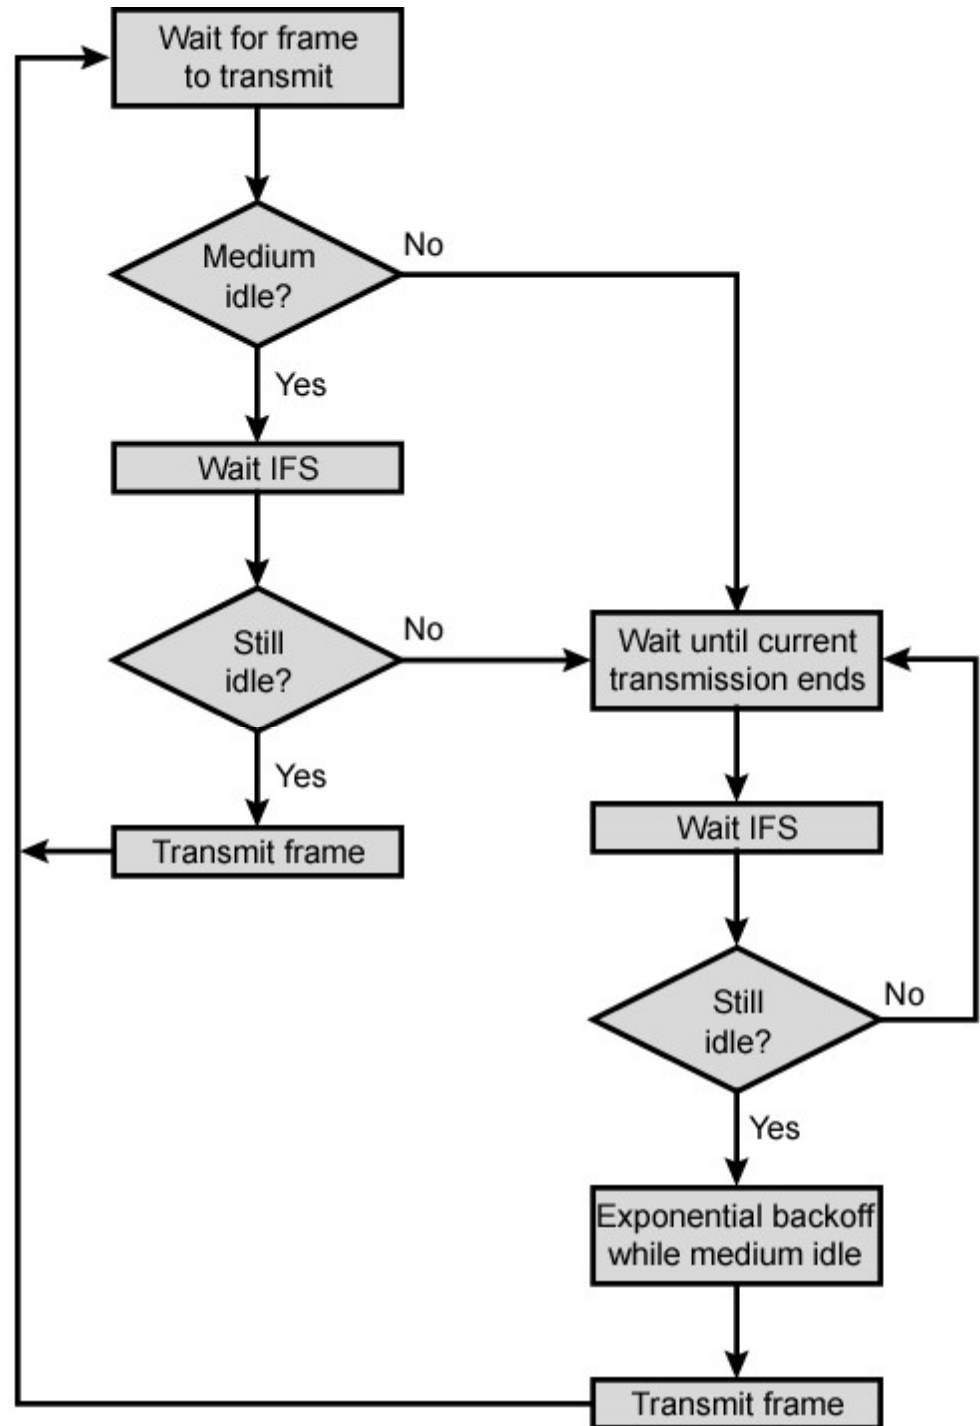 Wait for frame
to transmit
Medium
idle?
No
Yes
Wait IFS
Still
idle?
No
Yes
Transmit frame
Wait until current
transmission ends
Wait IFS
Still
idle?
No
Yes
Exponential backoff
while medium idle
Transmit frame